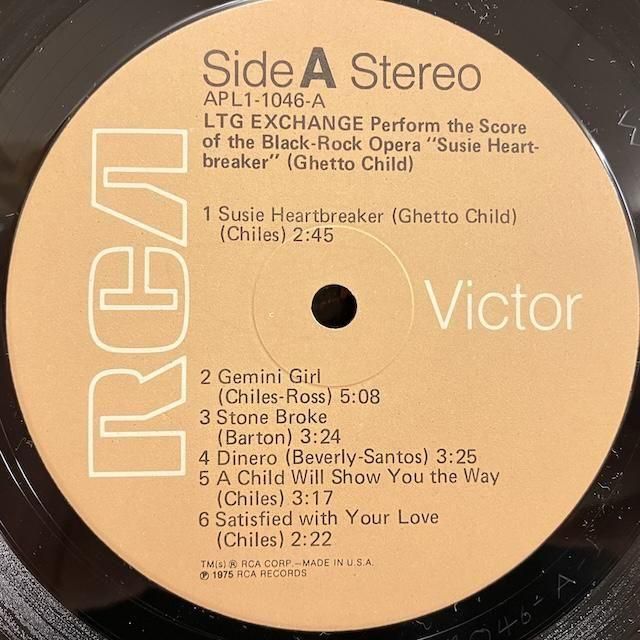 Side A Stereo
APL1-1046-A
LTG EXCHANGE Perform the Score
of the Black-Rock Opera "Susie Heart-
breaker" (Ghetto Child)
1 Susie Heartbreaker (Ghetto Child)
(Chiles) 2:45
RCA
Victor
2 Gemini Girl
(Chiles-Ross) 5:08
3 Stone Broke
(Barton) 3:24
4 Dinero (Beverly-Santos) 3:25
5 A Child Will Show You the Way
(Chiles) 3:17
6 Satisfied with Your Love
(Chiles) 2:22
TM(s) ® RCA CORP.—MADE IN U.S.A.
℗ 1975 RCA RECORDS